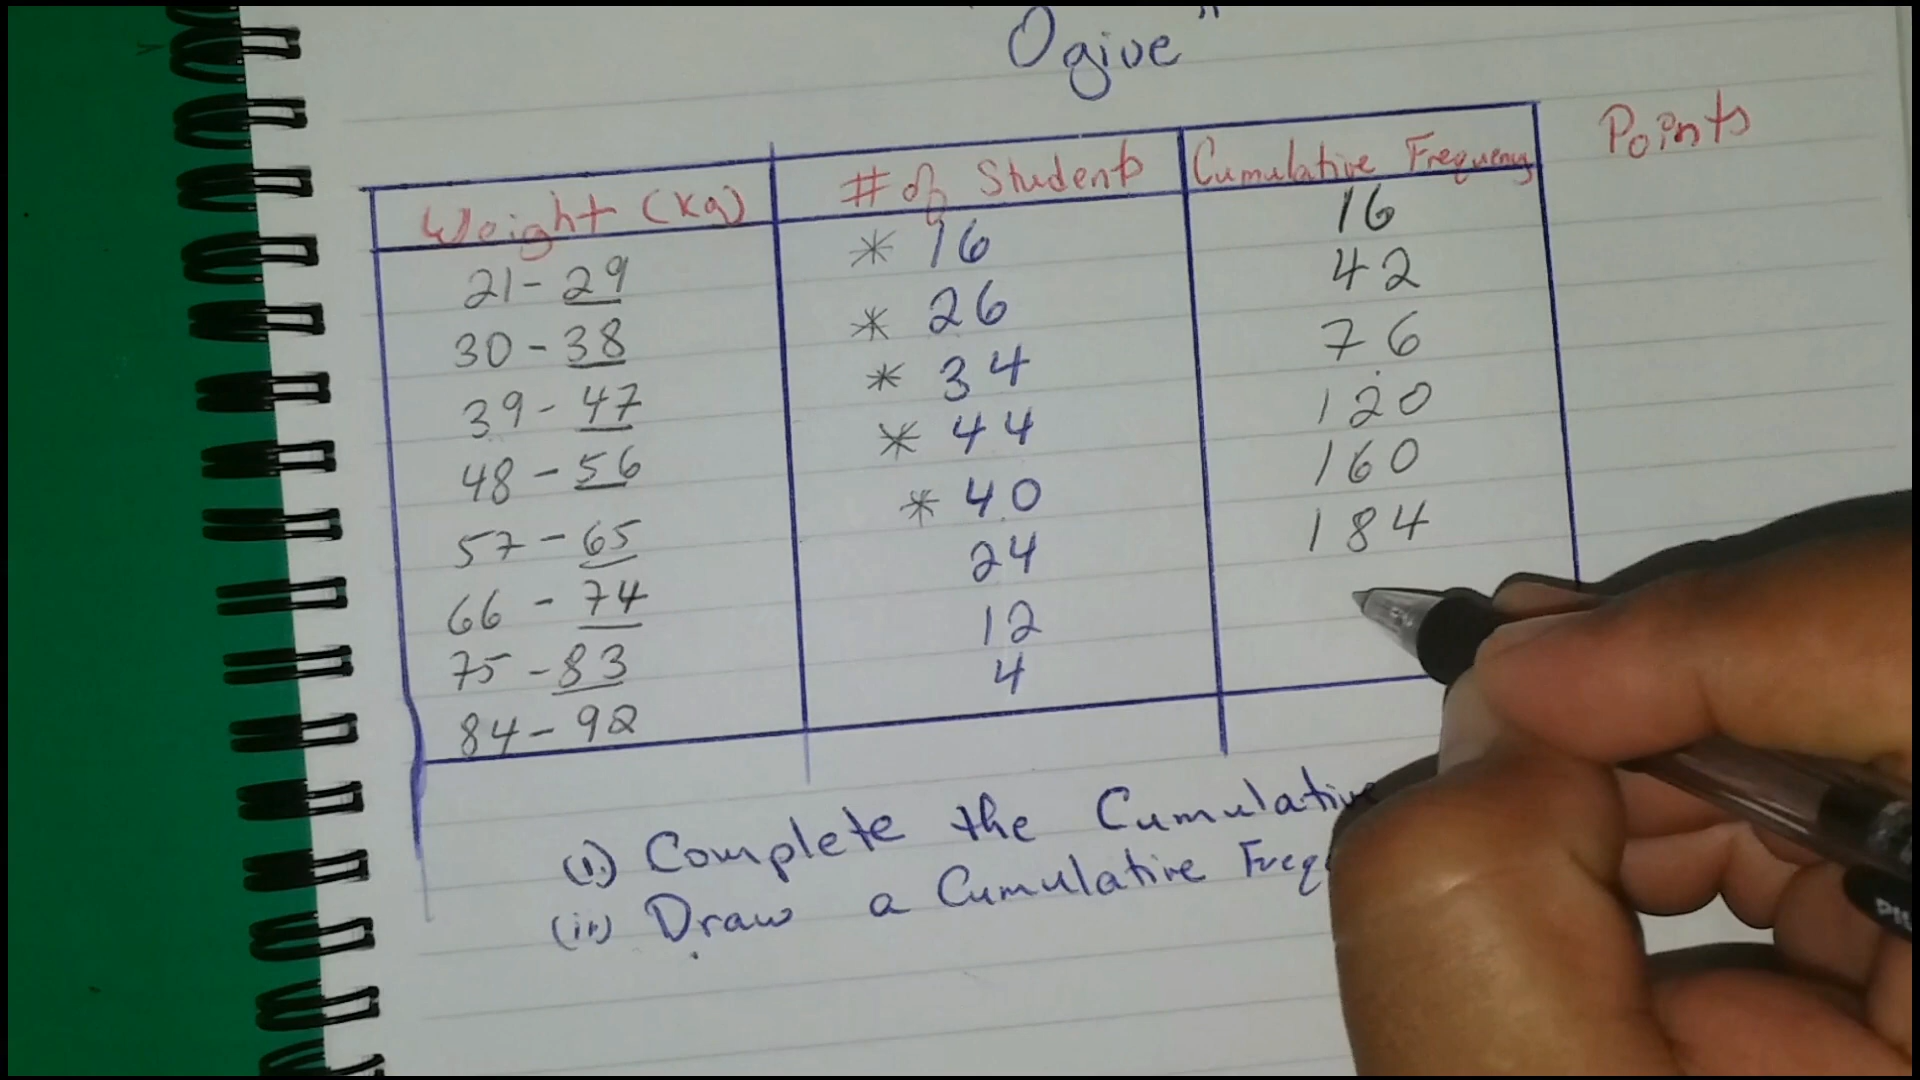 "Ogive"
Weight (Kg) # of Students Cumulative Frequency Points
21-29 * 16 16
30-38 * 26 42
39-47 * 34 76
48-56 * 44 120
57-65 * 40 160
66-74 24 184
75-83 12
84-92 4
(i) Complete the Cumulative
(ii) Draw a Cumulative